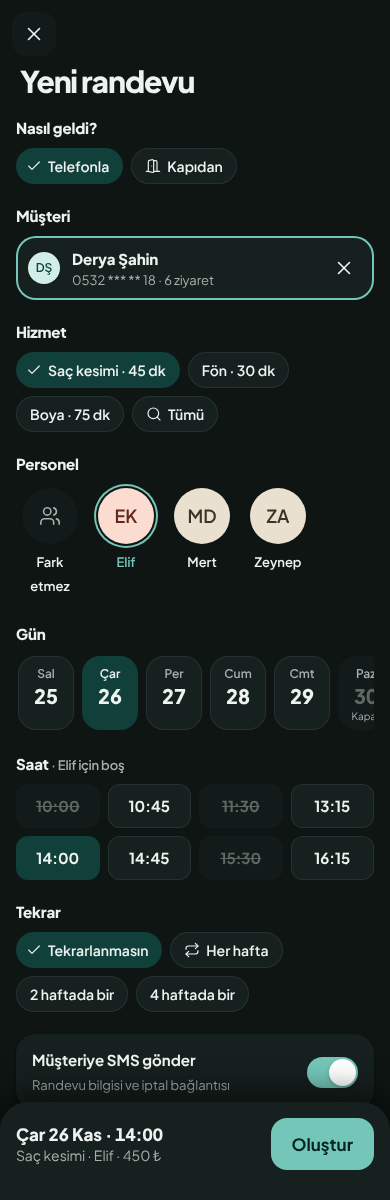 Yeni randevu
Nasıl geldi?
Telefonla
Kapıdan
Müşteri
DŞ
Derya Şahin
0532 *** ** 18 · 6 ziyaret
Hizmet
Saç kesimi · 45 dk
Fön · 30 dk
Boya · 75 dk
Tümü
Personel
EK
MD
ZA
Fark
etmez
Elif
Mert
Zeynep
Gün
Sal
25
Çar
26
Per
27
Cum
28
Cmt
29
Paz
30
Saat · Elif için boş
10:00
10:45
11:30
13:15
14:00
14:45
15:30
16:15
Tekrar
Tekrarlanmasın
Her hafta
2 haftada bir
4 haftada bir
Müşteriye SMS gönder
Randevu bilgisi ve iptal bağlantısı
Çar 26 Kas · 14:00
Saç kesimi · Elif · 450 ₺
Oluştur